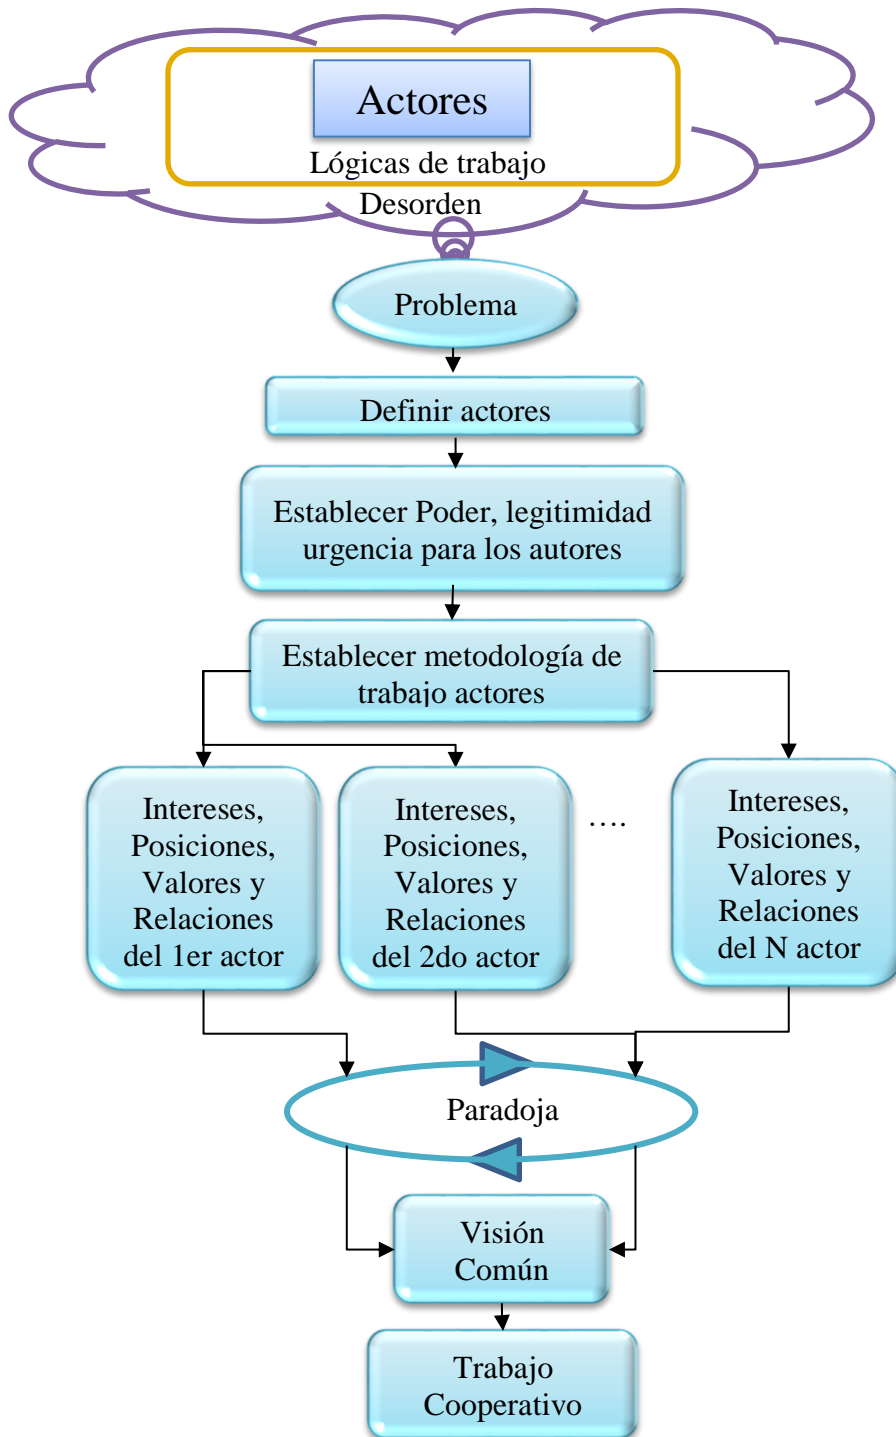 Actores
Lógicas de trabajo
Desorden
Problema
Definir actores
Establecer Poder, legitimidad
urgencia para los autores
Establecer metodología de
trabajo actores
Intereses,
Posiciones,
Valores y
Relaciones
del 1er actor
Intereses,
Posiciones,
Valores y
Relaciones
del 2do actor
….
Intereses,
Posiciones,
Valores y
Relaciones
del N actor
Paradoja
Visión
Común
Trabajo
Cooperativo